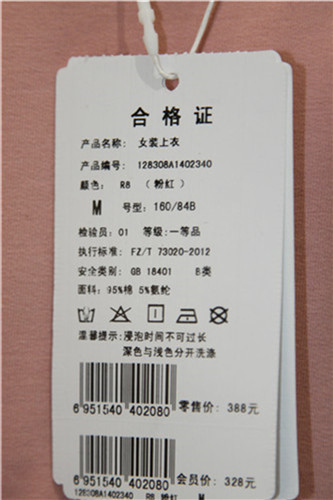 合格证
产品名称: 女装上衣
产品编号: 128308A1402340
颜色: R8 (粉红)
M 号型: 160/84B
检验员: 01 等级: 一等品
执行标准: FZ/T 73020-2012
安全类别: GB 18401 B类
面料: 95%棉 5%氨纶
温馨提示: 浸泡时间不可过长
深色与浅色分开洗涤
6 951540 402080 零售价: 388元
6 951540 402080 会员价: 328元
128308A1402340 R8 粉红 M